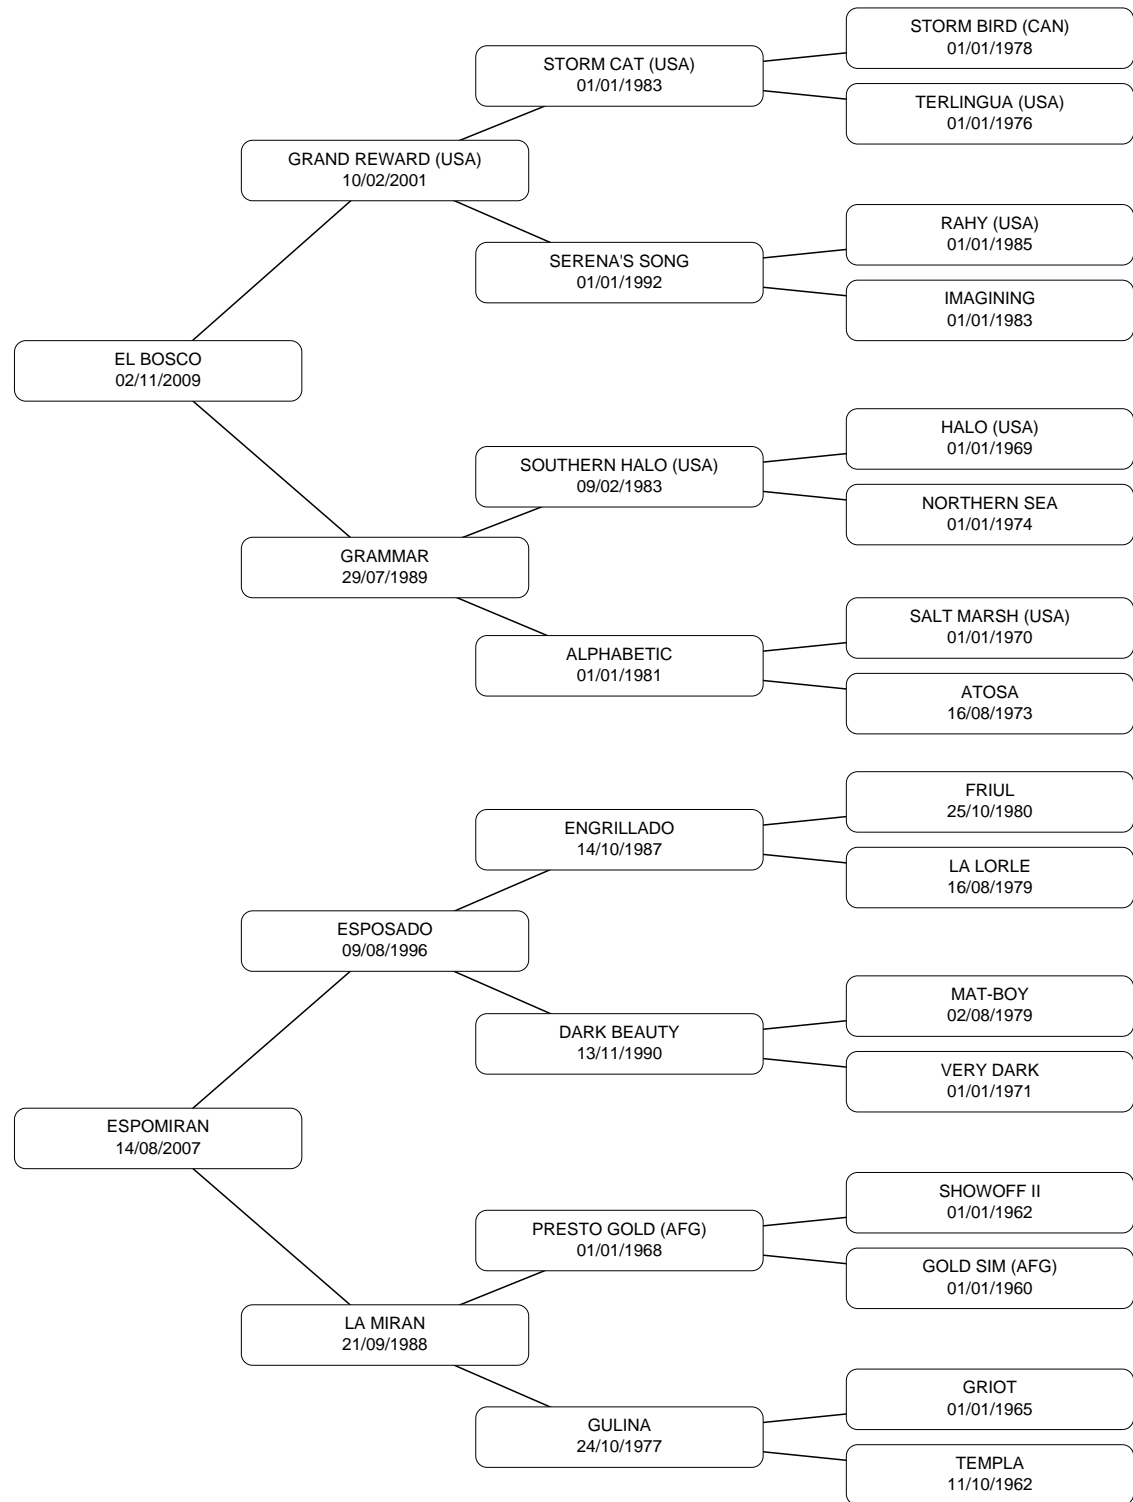 STORM BIRD (CAN)
01/01/1978
STORM CAT (USA)
01/01/1983
TERLINGUA (USA)
01/01/1976
GRAND REWARD (USA)
10/02/2001
RAHY (USA)
01/01/1985
SERENA'S SONG
01/01/1992
IMAGINING
01/01/1983
EL BOSCO
02/11/2009
HALO (USA)
01/01/1969
SOUTHERN HALO (USA)
09/02/1983
NORTHERN SEA
01/01/1974
GRAMMAR
29/07/1989
SALT MARSH (USA)
01/01/1970
ALPHABETIC
01/01/1981
ATOSA
16/08/1973
FRIUL
25/10/1980
ENGRILLADO
14/10/1987
LA LORLE
16/08/1979
ESPOSADO
09/08/1996
MAT-BOY
02/08/1979
DARK BEAUTY
13/11/1990
VERY DARK
01/01/1971
ESPOMIRAN
14/08/2007
SHOWOFF II
01/01/1962
PRESTO GOLD (AFG)
01/01/1968
GOLD SIM (AFG)
01/01/1960
LA MIRAN
21/09/1988
GRIOT
01/01/1965
GULINA
24/10/1977
TEMPLA
11/10/1962